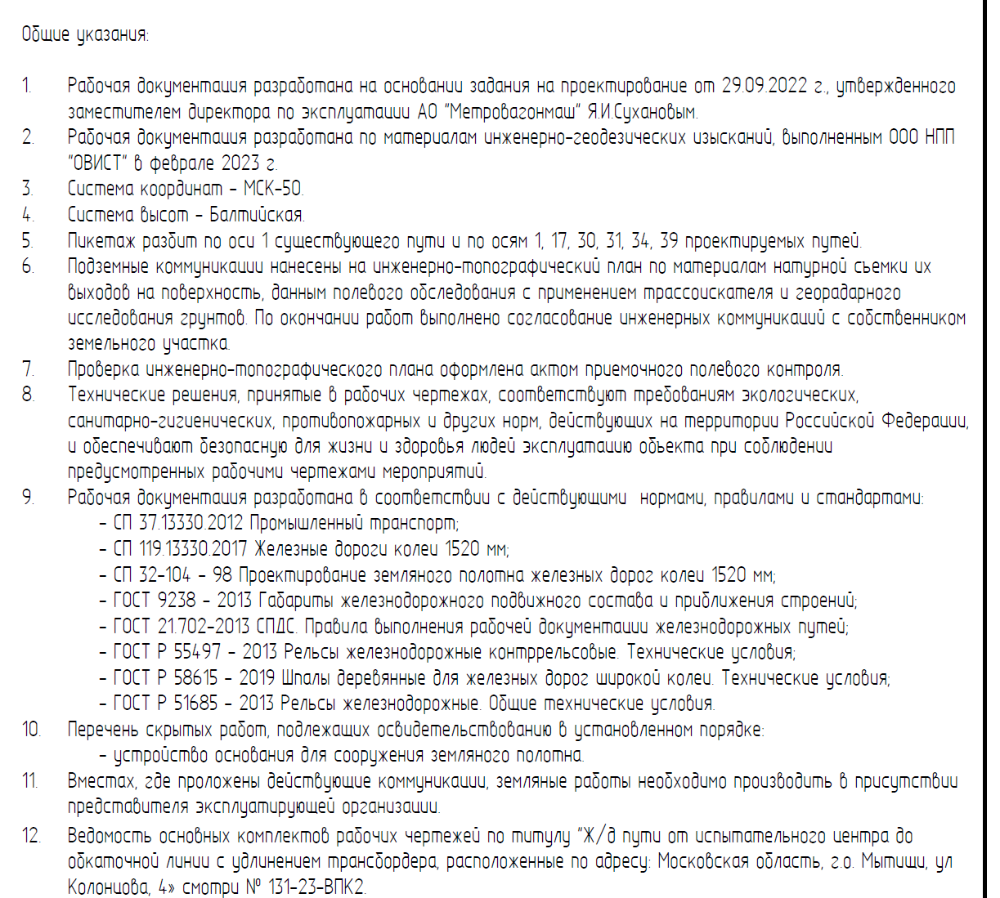 Общие указания:
1. Рабочая документация разработана на основании задания на проектирование от 29.09.2022 г., утвержденного
заместителем директора по эксплуатации АО "Метровагонмаш" Я.И.Сухановым.
2. Рабочая документация разработана по материалам инженерно-геодезических изысканий, выполненным ООО НПП
"ОВИСТ" в феврале 2023 г.
3. Система координат - МСК-50.
4. Система высот - Балтийская.
5. Пикетаж разбит по оси 1 существующего пути и по осям 1, 17, 30, 31, 34, 39 проектируемых путей.
6. Подземные коммуникации нанесены на инженерно-топографический план по материалам натурной съемки их
выходов на поверхность, данным полевого обследования с применением трассоискателя и георадарного
исследования грунтов. По окончании работ выполнено согласование инженерных коммуникаций с собственником
земельного участка.
7. Проверка инженерно-топографического плана оформлена актом приемочного полевого контроля.
8. Технические решения, принятые в рабочих чертежах, соответствуют требованиям экологических,
санитарно-гигиенических, противопожарных и других норм, действующих на территории Российской Федерации,
и обеспечивают безопасную для жизни и здоровья людей эксплуатацию объекта при соблюдении
предусмотренных рабочими чертежами мероприятий.
9. Рабочая документация разработана в соответствии с действующими нормами, правилами и стандартами:
- СП 37.13330.2012 Промышленный транспорт;
- СП 119.13330.2017 Железные дороги колеи 1520 мм;
- СП 32-104 - 98 Проектирование земляного полотна железных дорог колеи 1520 мм;
- ГОСТ 9238 - 2013 Габариты железнодорожного подвижного состава и приближения строений;
- ГОСТ 21.702-2013 СПДС. Правила выполнения рабочей документации железнодорожных путей;
- ГОСТ Р 55497 - 2013 Рельсы железнодорожные контррельсовые. Технические условия;
- ГОСТ Р 58615 - 2019 Шпалы деревянные для железных дорог широкой колеи. Технические условия;
- ГОСТ Р 51685 - 2013 Рельсы железнодорожные. Общие технические условия.
10. Перечень скрытых работ, подлежащих освидетельствованию в установленном порядке:
- устройство основания для сооружения земляного полотна.
11. Вместах, где проложены действующие коммуникации, земляные работы необходимо производить в присутствии
представителя эксплуатирующей организации.
12. Ведомость основных комплектов рабочих чертежей по титулу "Ж/д пути от испытательного центра до
обкаточной линии с удлинением трансбордера, расположенные по адресу: Московская область, г.о. Мытищи, ул
Колонцова, 4» смотри № 131-23-ВПК2.